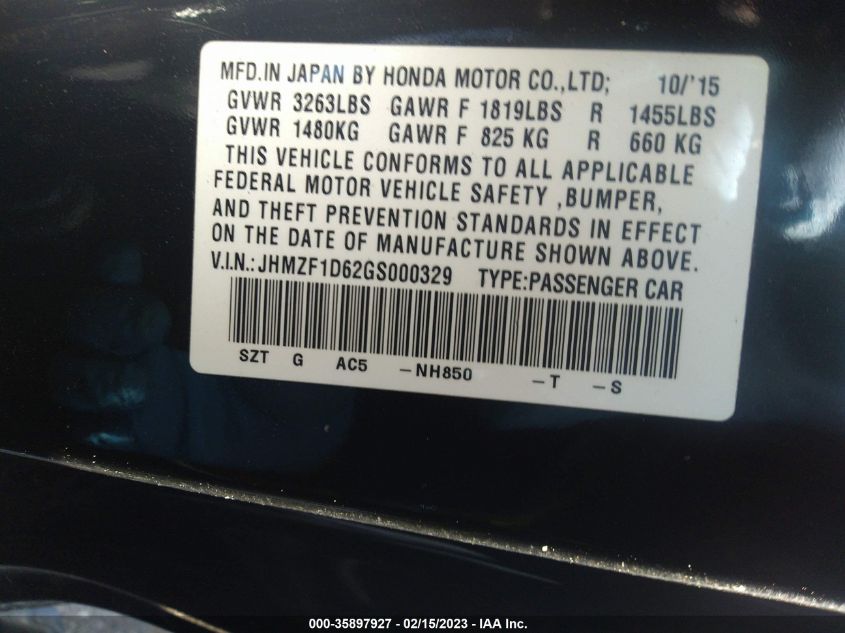 MFD.IN JAPAN BY HONDA MOTOR CO.,LTD; 10/'15
GVWR 3263LBS GAWR F 1819LBS R 1455LBS
GVWR 1480KG GAWR F 825 KG R 660 KG
THIS VEHICLE CONFORMS TO ALL APPLICABLE
FEDERAL MOTOR VEHICLE SAFETY ,BUMPER,
AND THEFT PREVENTION STANDARDS IN EFFECT
ON THE DATE OF MANUFACTURE SHOWN ABOVE.
V.I.N.: JHMZF1D62GS000329 TYPE:PASSENGER CAR
SZT G AC5 –NH850 –T –S
000-35897927 - 02/15/2023 - IAA Inc.